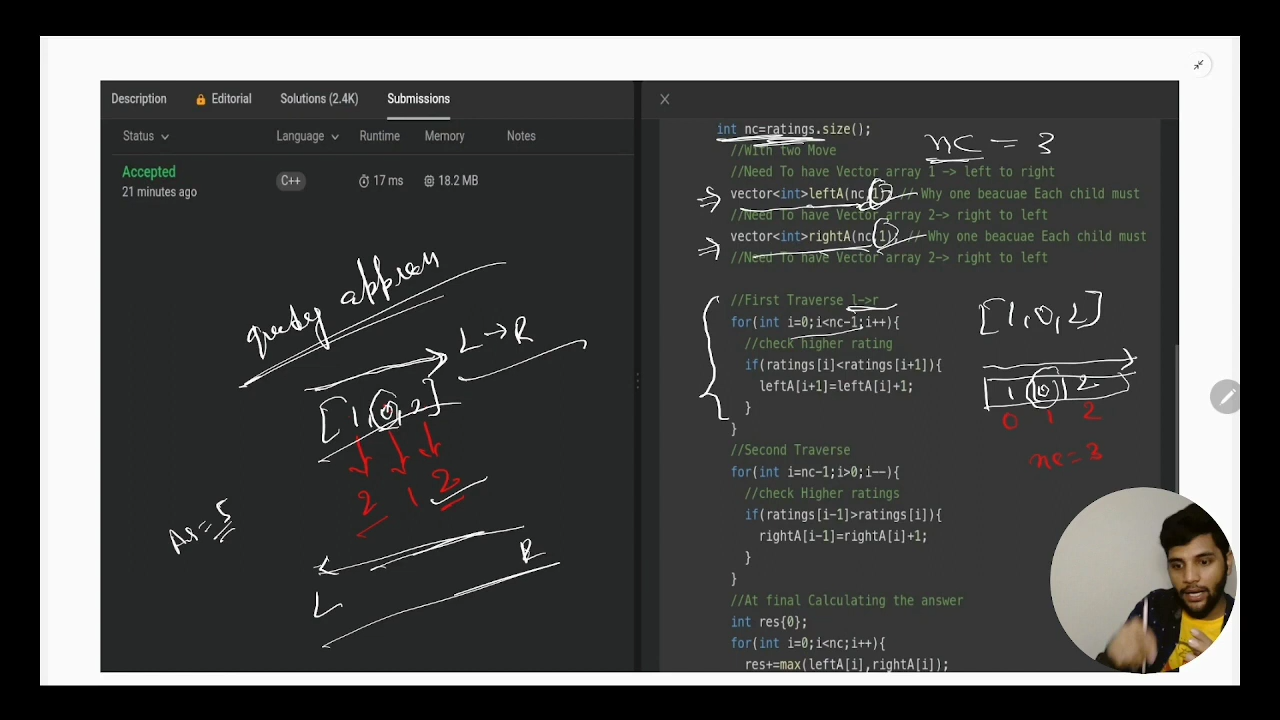 Description Editorial Solutions (2.4K) Submissions
Status Language Runtime Memory Notes
Accepted
21 minutes ago
C++ 17 ms 18.2 MB
L → R
[1, 0, 2]
2 1 2
As = 5
R
L
int nc=ratings.size();
nc = 3
//With two Move
//Need To have Vector array 1 -> left to right
vector<int>leftA(nc,1); // Why one beacuae Each child must
//Need To have Vector array 2-> right to left
vector<int>rightA(nc,1); // Why one beacuae Each child must
//Need To have Vector array 2-> right to left
//First Traverse l->r
for(int i=0;i<nc-1;i++){
//check higher rating
if(ratings[i]<ratings[i+1]){
leftA[i+1]=leftA[i]+1;
}
}
//Second Traverse
for(int i=nc-1;i>0;i--){
//check Higher ratings
if(ratings[i-1]>ratings[i]){
rightA[i-1]=rightA[i]+1;
}
}
//At final Calculating the answer
int res{0};
for(int i=0;i<nc;i++){
res+=max(leftA[i],rightA[i]);
[1, 0, 2]
1 0 2
0 1 2
nc = 3